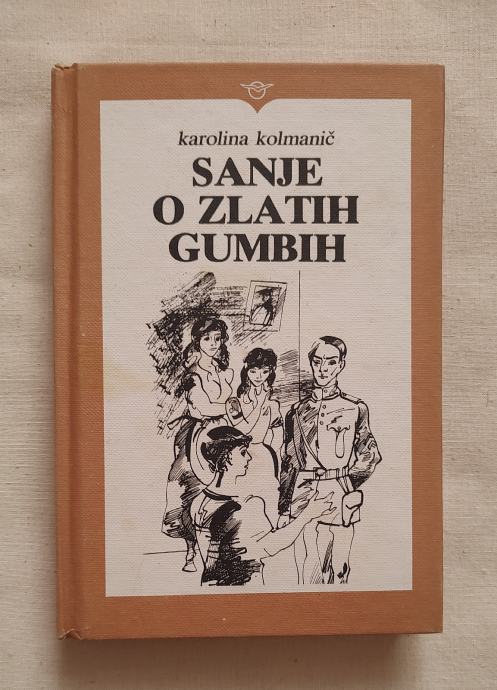 karolina kolmanič
SANJE
O ZLATIH
GUMBIH